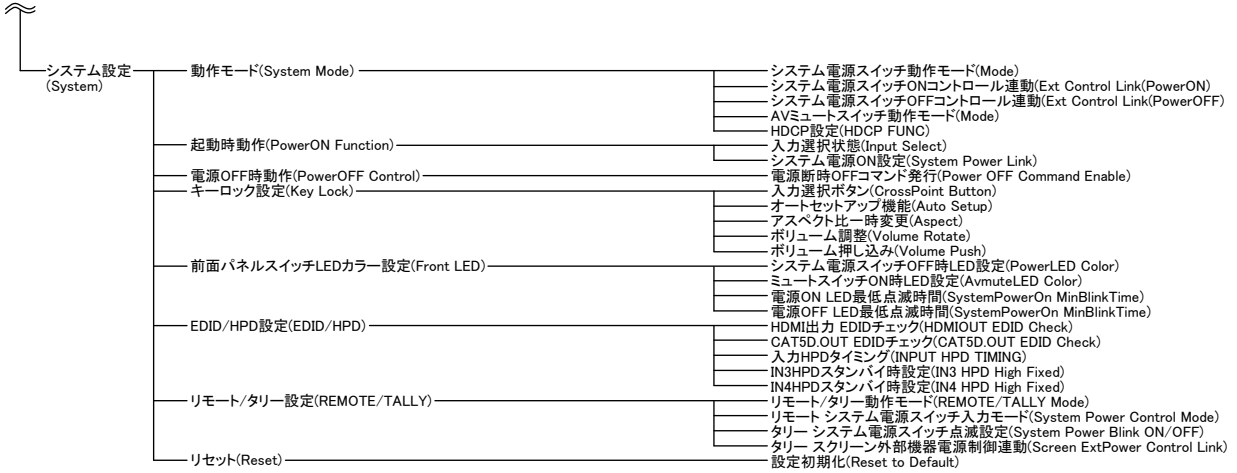 システム設定
(System)
動作モード(System Mode)
システム電源スイッチ動作モード(Mode)
システム電源スイッチONコントロール連動(Ext Control Link(PowerON)
システム電源スイッチOFFコントロール連動(Ext Control Link(PowerOFF)
AVミュートスイッチ動作モード(Mode)
HDCP設定(HDCP FUNC)
起動時動作(PowerON Function)
入力選択状態(Input Select)
システム電源ON設定(System Power Link)
電源OFF時動作(PowerOFF Control)
電源断時OFFコマンド発行(Power OFF Command Enable)
キーロック設定(Key Lock)
入力選択ボタン(CrossPoint Button)
オートセットアップ機能(Auto Setup)
アスペクト比一時変更(Aspect)
ボリューム調整(Volume Rotate)
ボリューム押し込み(Volume Push)
前面パネルスイッチLEDカラー設定(Front LED)
システム電源スイッチOFF時LED設定(PowerLED Color)
ミュートスイッチON時LED設定(AvmuteLED Color)
電源ON LED最低点滅時間(SystemPowerOn MinBlinkTime)
電源OFF LED最低点滅時間(SystemPowerOn MinBlinkTime)
EDID/HPD設定(EDID/HPD)
HDMI出力 EDIDチェック(HDMIOUT EDID Check)
CAT5D.OUT EDIDチェック(CAT5D.OUT EDID Check)
入力HPDタイミング(INPUT HPD TIMING)
IN3HPDスタンバイ時設定(IN3 HPD High Fixed)
IN4HPDスタンバイ時設定(IN4 HPD High Fixed)
リモート/タリー設定(REMOTE/TALLY)
リモート/タリー動作モード(REMOTE/TALLY Mode)
リモート システム電源スイッチ入力モード(System Power Control Mode)
タリー システム電源スイッチ点滅設定(System Power Blink ON/OFF)
タリー スクリーン外部機器電源制御連動(Screen ExtPower Control Link)
リセット(Reset)
設定初期化(Reset to Default)